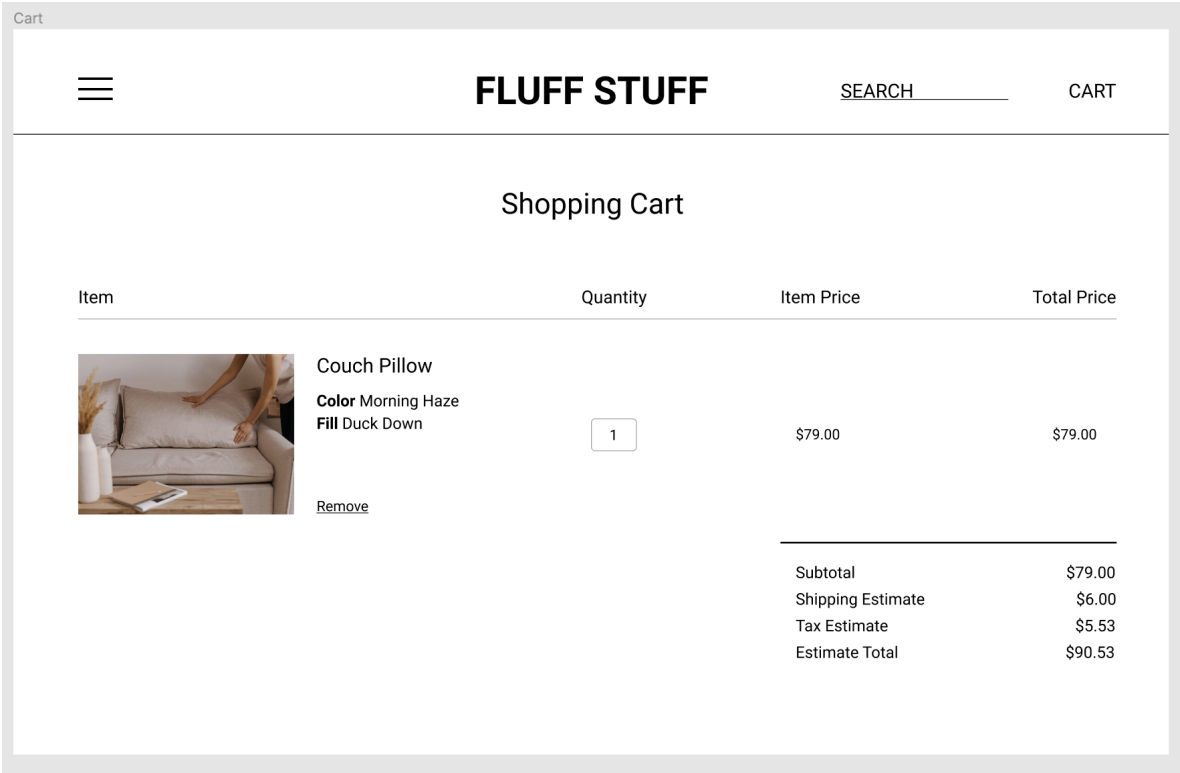 Cart
FLUFF STUFF
SEARCH
CART
Shopping Cart
Item Quantity Item Price Total Price
Couch Pillow
Color Morning Haze
Fill Duck Down
1 $79.00 $79.00
Remove
Subtotal $79.00
Shipping Estimate $6.00
Tax Estimate $5.53
Estimate Total $90.53